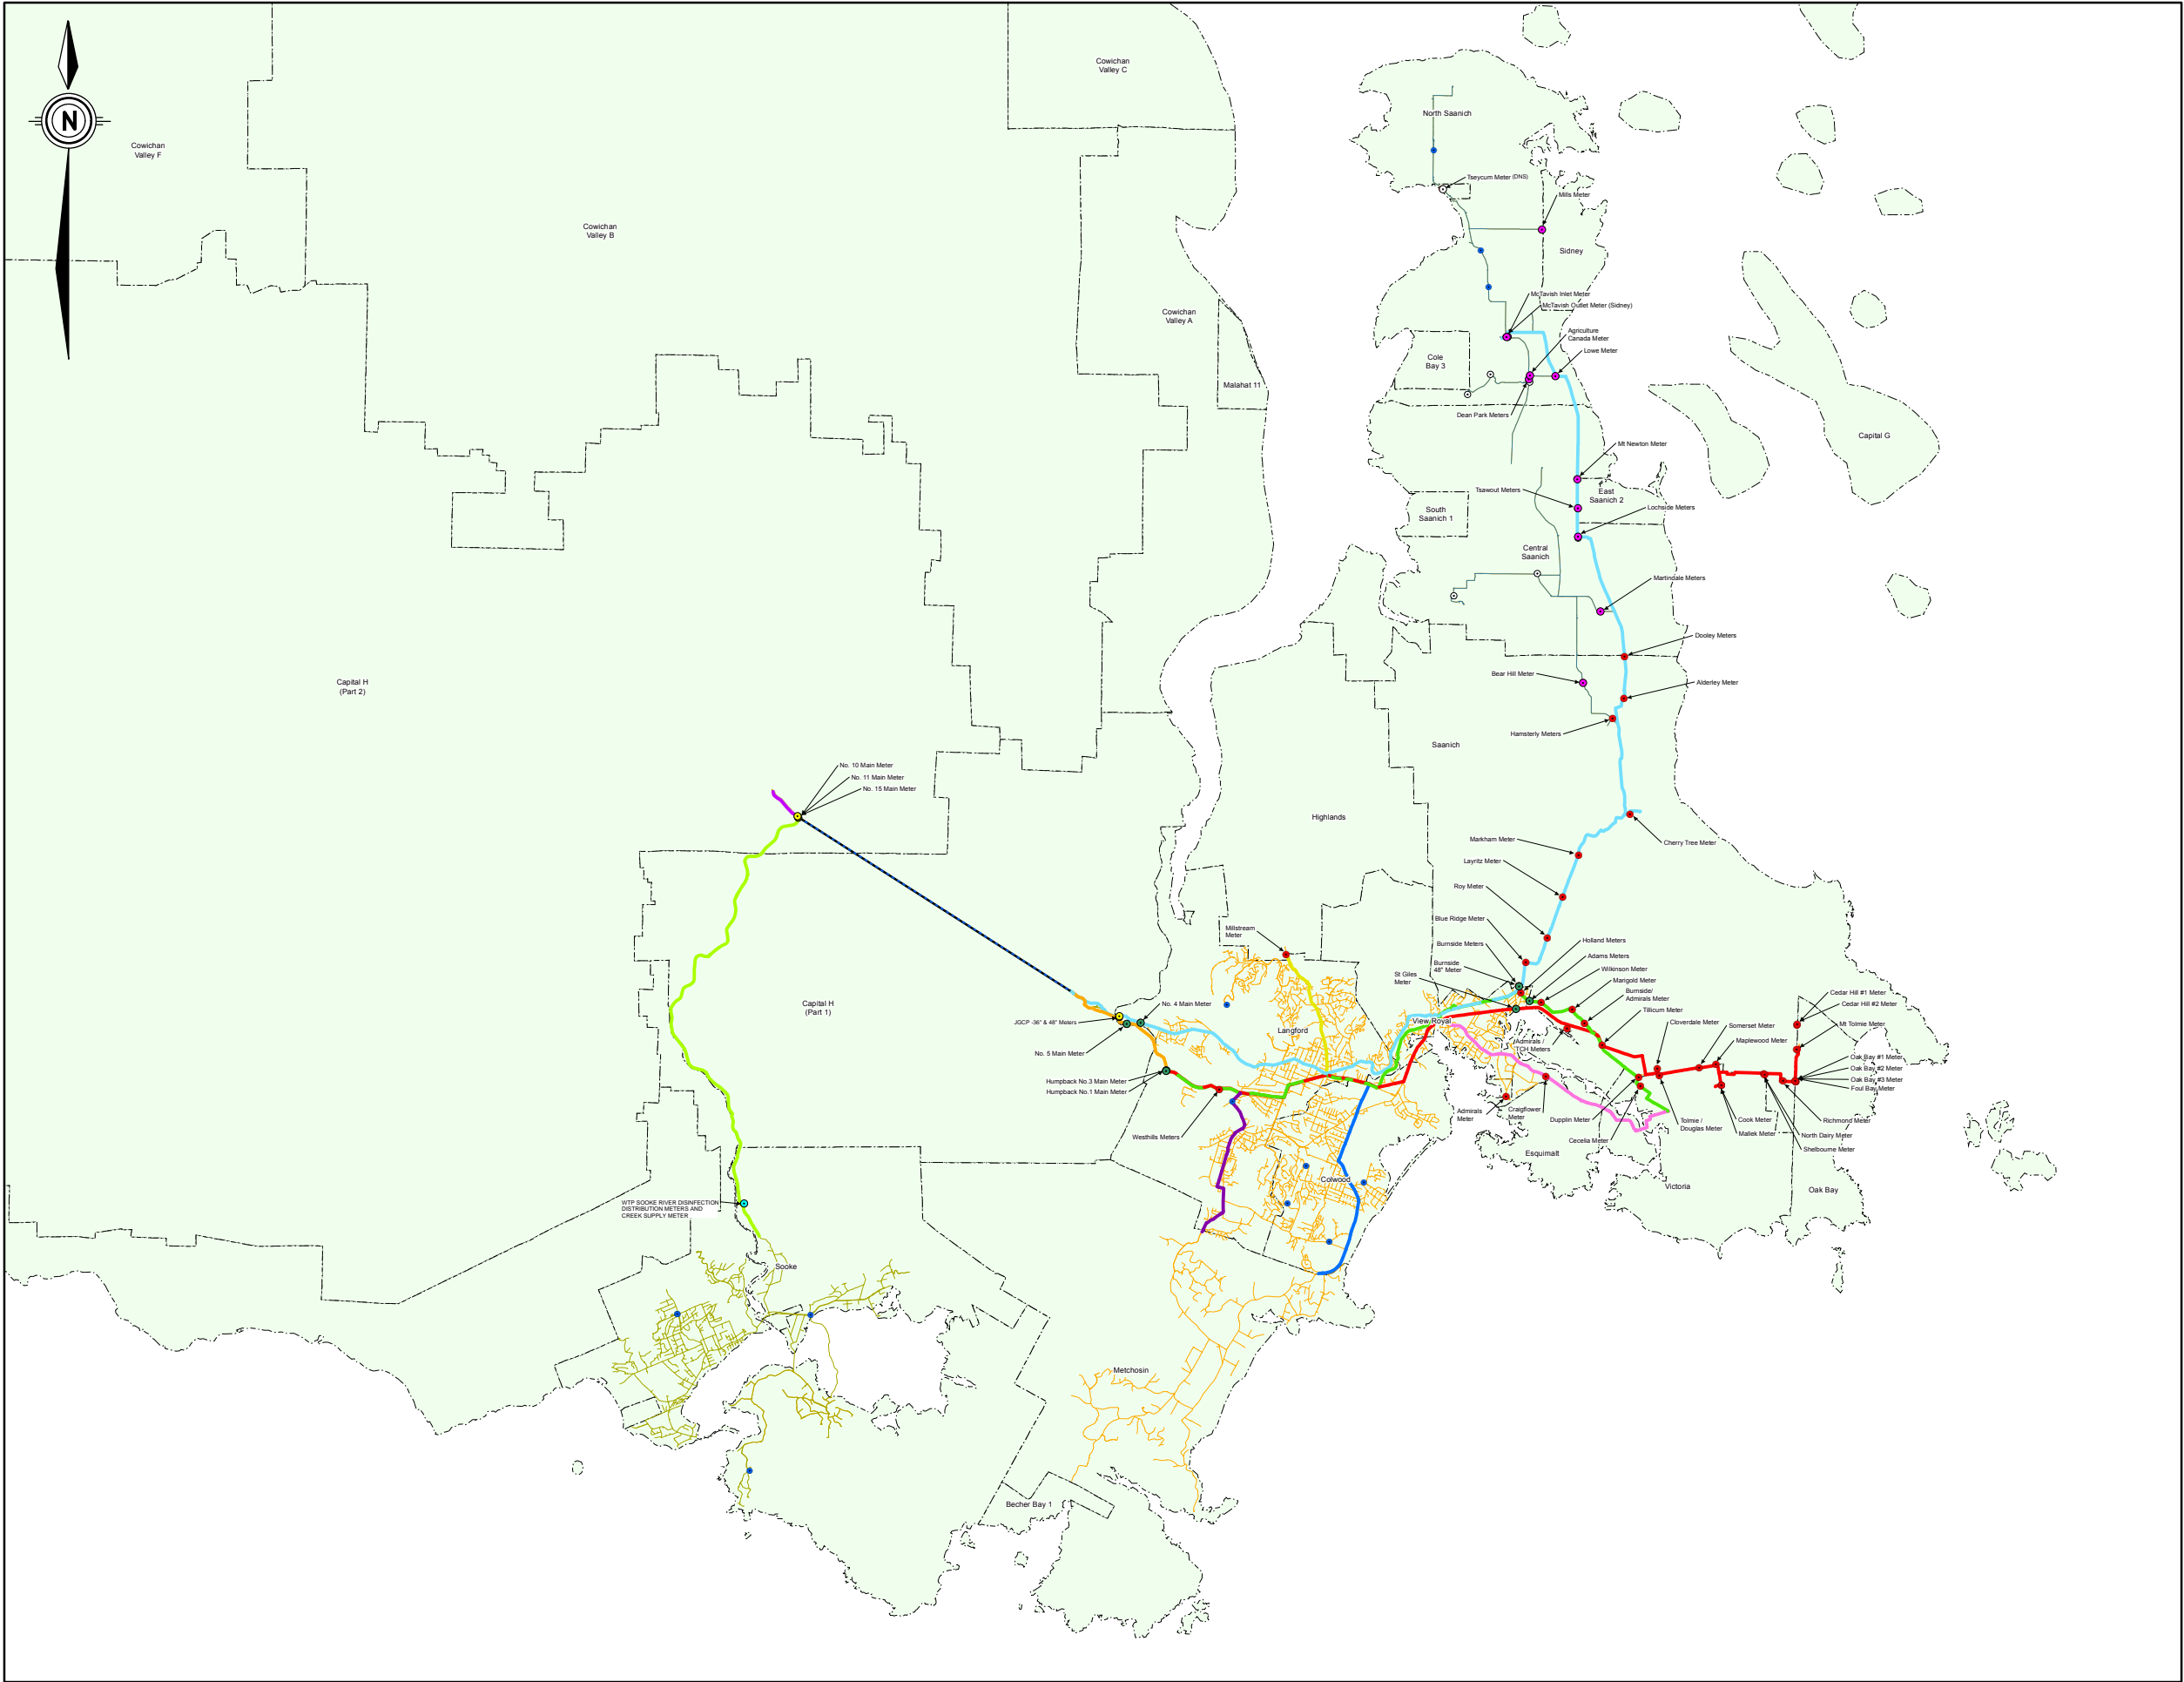 N
Cowichan
Valley F
Cowichan
Valley C
Cowichan
Valley B
Cowichan
Valley A
Malahat 11
Capital H
(Part 2)
North Saanich
Tseycum Meter (DNS)
Mills Meter
Sidney
McTavish Inlet Meter
McTavish Outlet Meter (Sidney)
Agriculture
Canada Meter
Lowe Meter
Cole
Bay 3
Dean Park Meters
Capital G
Mt Newton Meter
Tsawout Meters
East
Saanich 2
Lochside Meters
South
Saanich 1
Central
Saanich
Martindale Meters
Dooley Meters
Bear Hill Meter
Alderley Meter
Hamsterly Meters
Saanich
No. 10 Main Meter
No. 11 Main Meter
No. 15 Main Meter
Highlands
Markham Meter
Cherry Tree Meter
Layritz Meter
Roy Meter
Blue Ridge Meter
Millstream
Meter
Burnside Meters
Holland Meters
Adams Meters
Burnside
48" Meter
Wilkinson Meter
St Giles
Meter
Marigold Meter
Burnside/
Admirals Meter
Tillicum Meter
Cedar Hill #1 Meter
Cedar Hill #2 Meter
Capital H
(Part 1)
No. 4 Main Meter
JGCP -36" & 48" Meters
Langford
View Royal
Cloverdale Meter
Somerset Meter
Mt Tolmie Meter
Maplewood Meter
Admirals /
TCH Meters
No. 5 Main Meter
Oak Bay #1 Meter
Oak Bay #2 Meter
Oak Bay #3 Meter
Foul Bay Meter
Humpback No.3 Main Meter
Humpback No.1 Main Meter
Admirals
Meter
Craigflower
Meter
Dupplin Meter
Tolmie /
Douglas Meter
Cook Meter
Richmond Meter
Westhills Meters
Cecelia Meter
Mallek Meter
North Dairy Meter
Shelbourne Meter
Esquimalt
Colwood
Victoria
Oak Bay
WTP SOOKE RIVER DISINFECTION
DISTRIBUTION METERS AND
CREEK SUPPLY METER
Sooke
Metchosin
Becher Bay 1